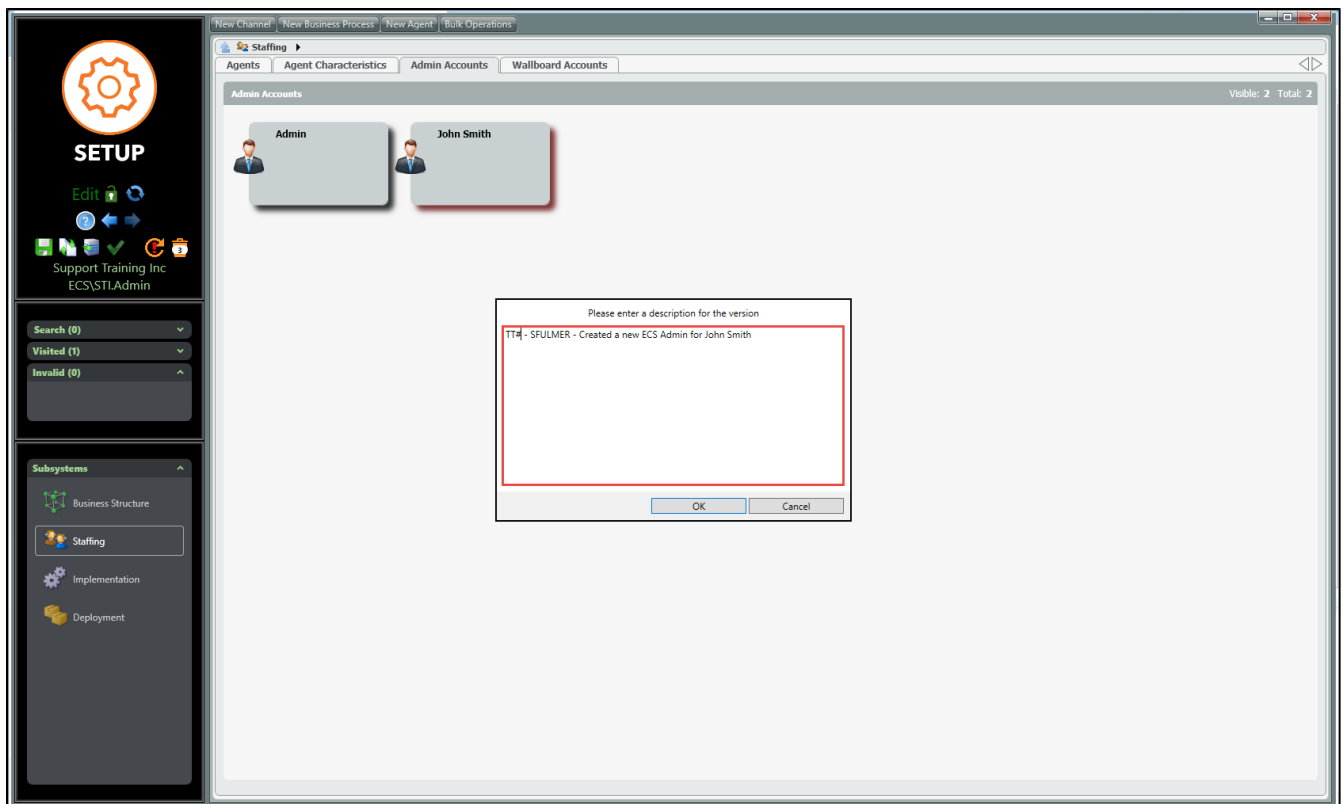 New Channel New Business Process New Agent Bulk Operations
Staffing
Agents Agent Characteristics Admin Accounts Wallboard Accounts
Admin Accounts Visible: 2 Total: 2
Admin John Smith
SETUP
Edit
?
3
Support Training Inc
ECS\STI.Admin
Search (0)
Visited (1)
Invalid (0)
Subsystems
Business Structure
Staffing
Implementation
Deployment
Please enter a description for the version
TT# - SFULMER - Created a new ECS Admin for John Smith
OK Cancel